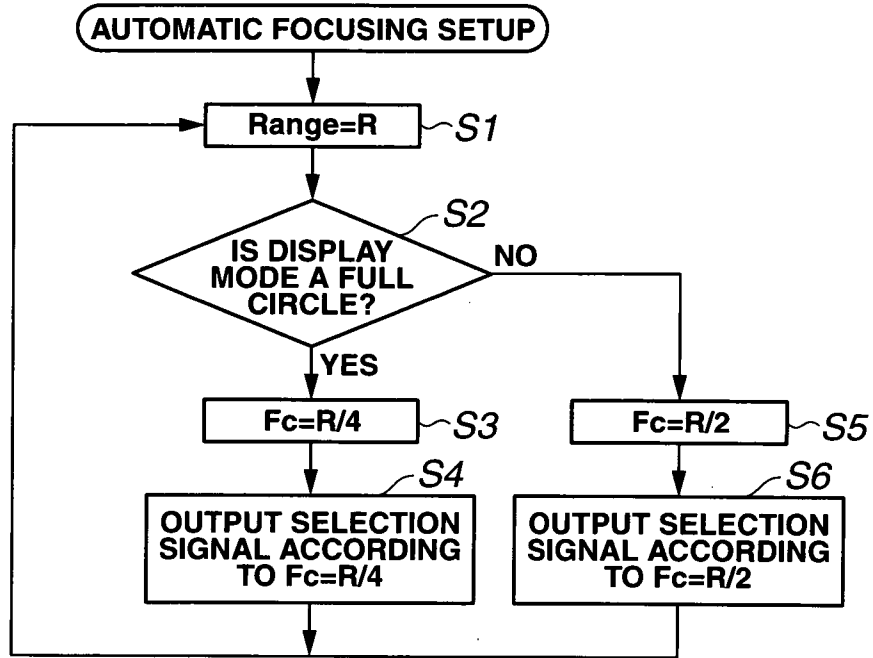 AUTOMATIC FOCUSING SETUP
Range=R
S1
S2
IS DISPLAY
MODE A FULL
CIRCLE?
NO
YES
Fc=R/4
S3
Fc=R/2
S5
S4
OUTPUT SELECTION
SIGNAL ACCORDING
TO Fc=R/4
S6
OUTPUT SELECTION
SIGNAL ACCORDING
TO Fc=R/2